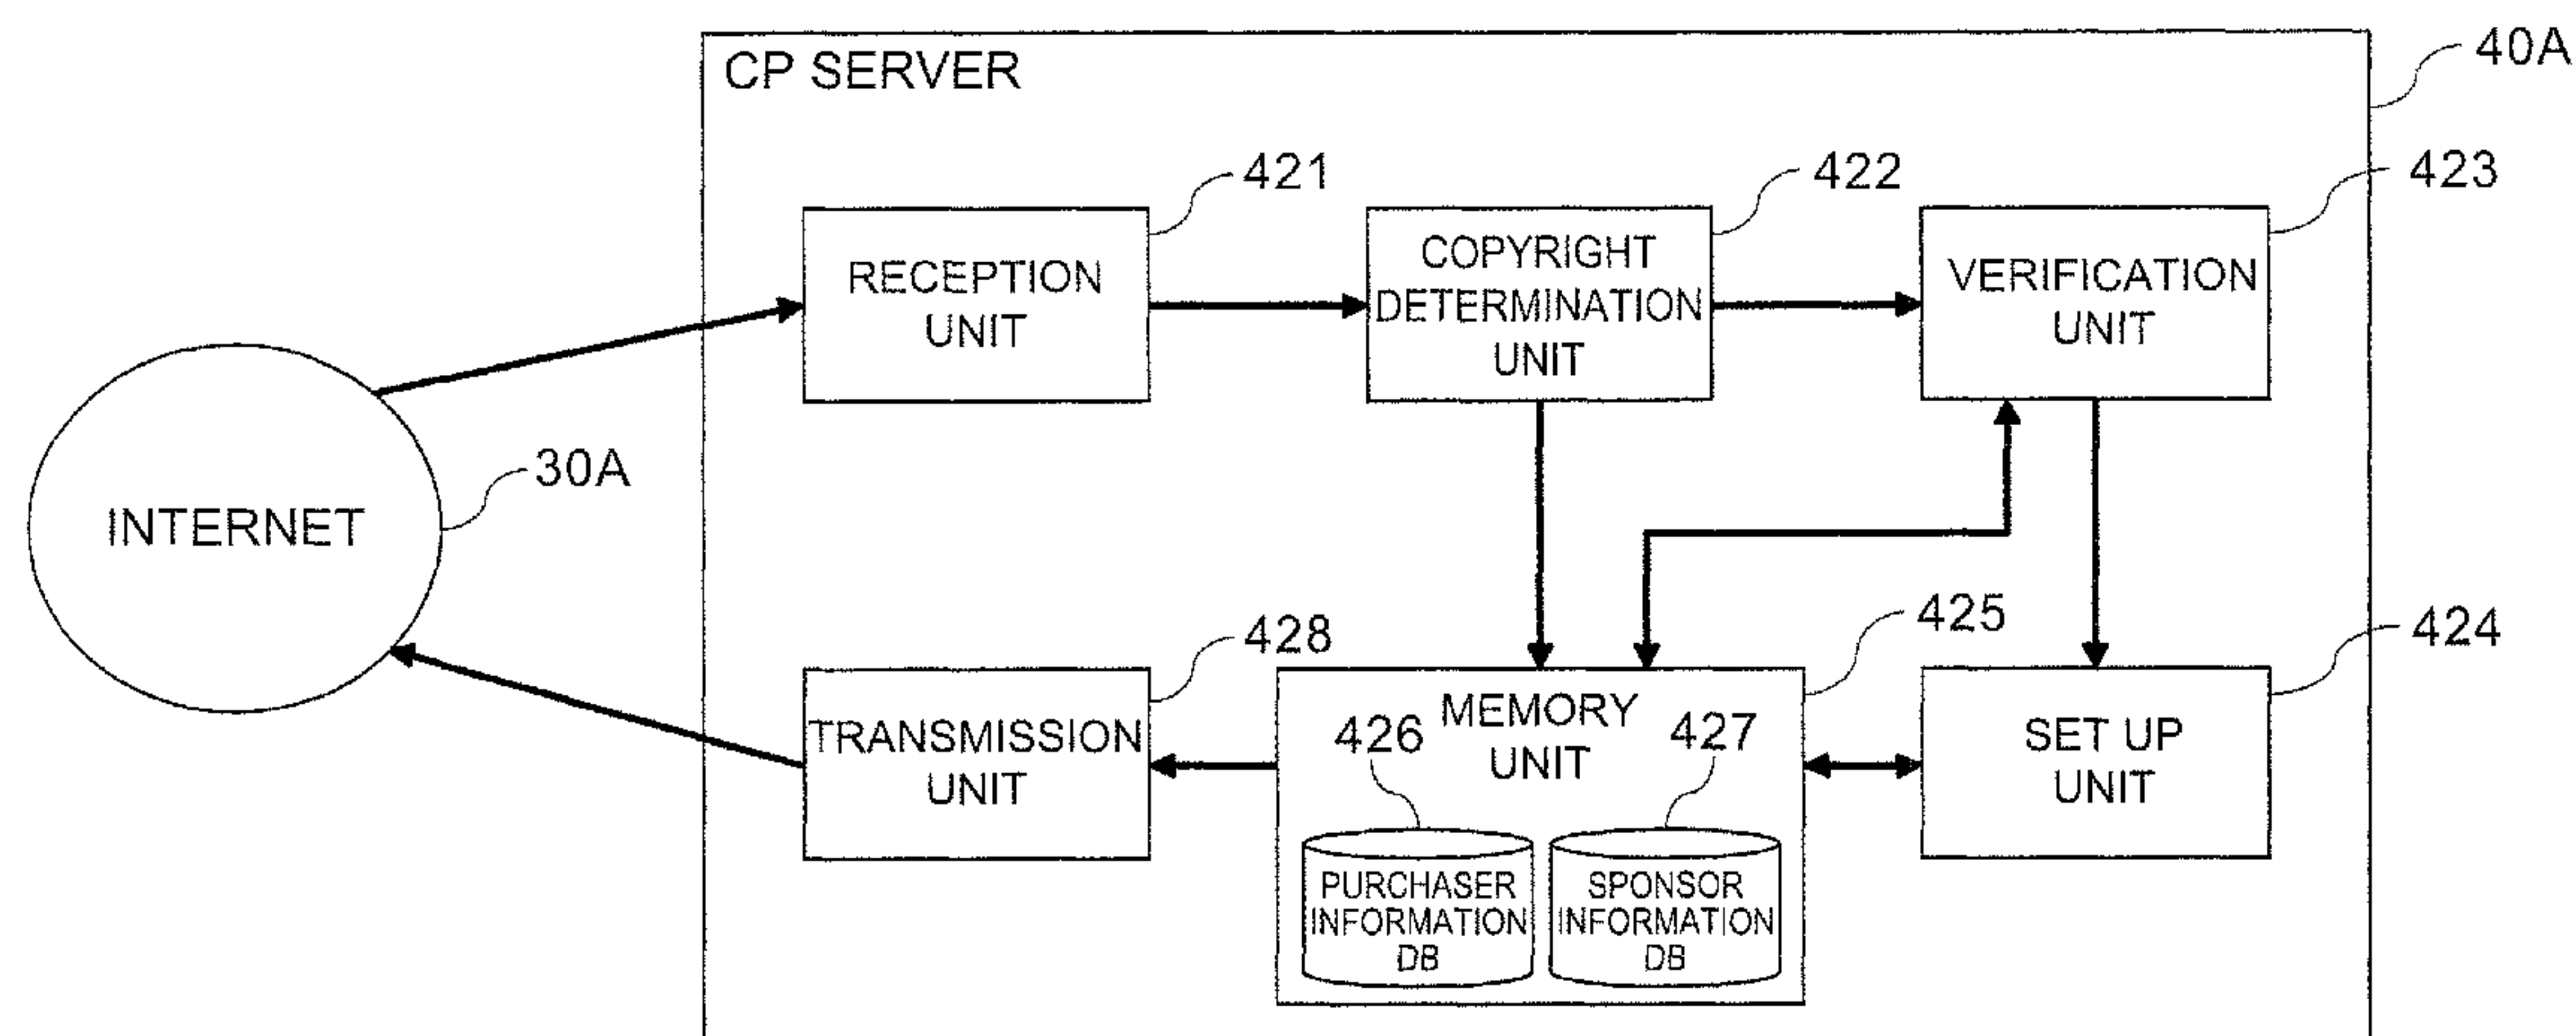 CP SERVER
40A
421
422
423
RECEPTION
UNIT
COPYRIGHT
DETERMINATION
UNIT
VERIFICATION
UNIT
INTERNET
30A
428
425
424
TRANSMISSION
UNIT
MEMORY
UNIT
426
427
SET UP
UNIT
PURCHASER
INFORMATION
DB
SPONSOR
INFORMATION
DB